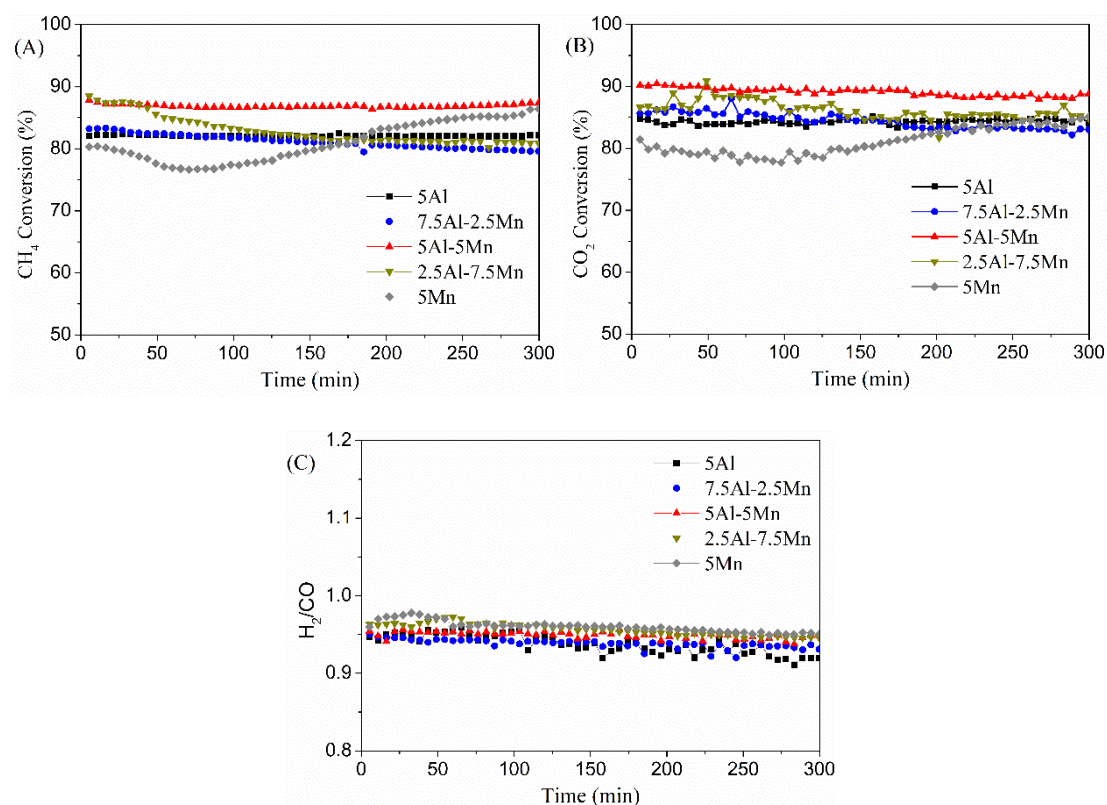 (A)
100
90
80
70
60
50
CH4 Conversion (%)
5Al
7.5Al-2.5Mn
5Al-5Mn
2.5Al-7.5Mn
5Mn
0 50 100 150 200 250 300
Time (min)
(B)
100
90
80
70
60
50
CO2 Conversion (%)
5Al
7.5Al-2.5Mn
5Al-5Mn
2.5Al-7.5Mn
5Mn
0 50 100 150 200 250 300
Time (min)
(C)
1.2
1.1
1.0
0.9
0.8
H2/CO
5Al
7.5Al-2.5Mn
5Al-5Mn
2.5Al-7.5Mn
5Mn
0 50 100 150 200 250 300
Time (min)